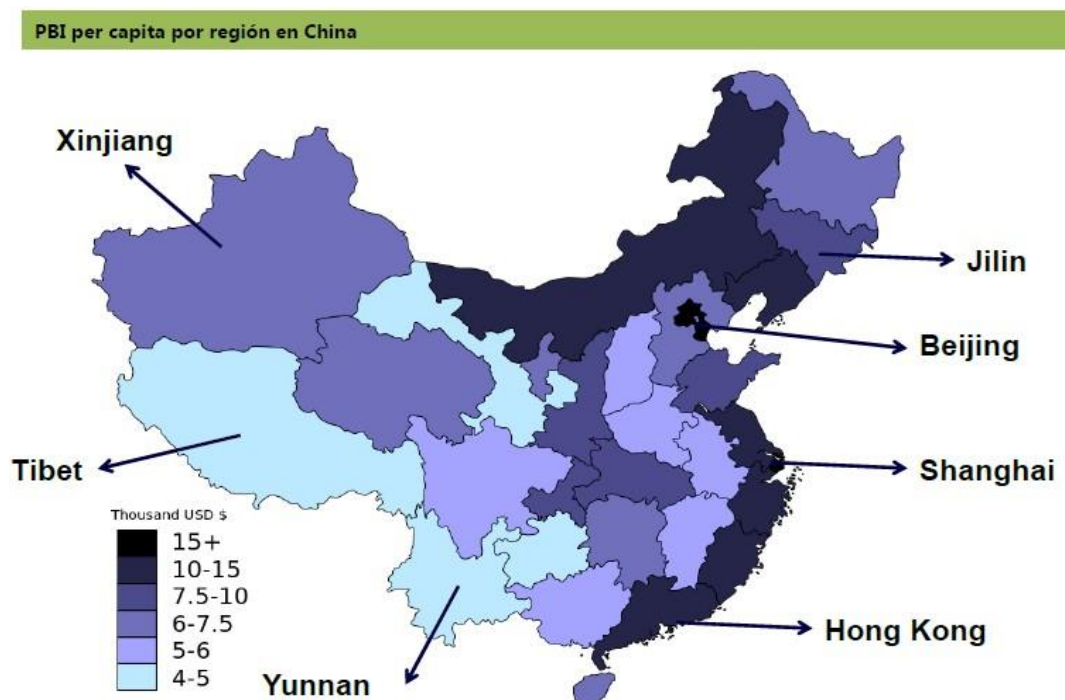 PBI per capita por región en China
Xinjiang
Jilin
Beijing
Tibet
Shanghai
Thousand USD $
15+
10-15
7.5-10
6-7.5
5-6
4-5
Hong Kong
Yunnan